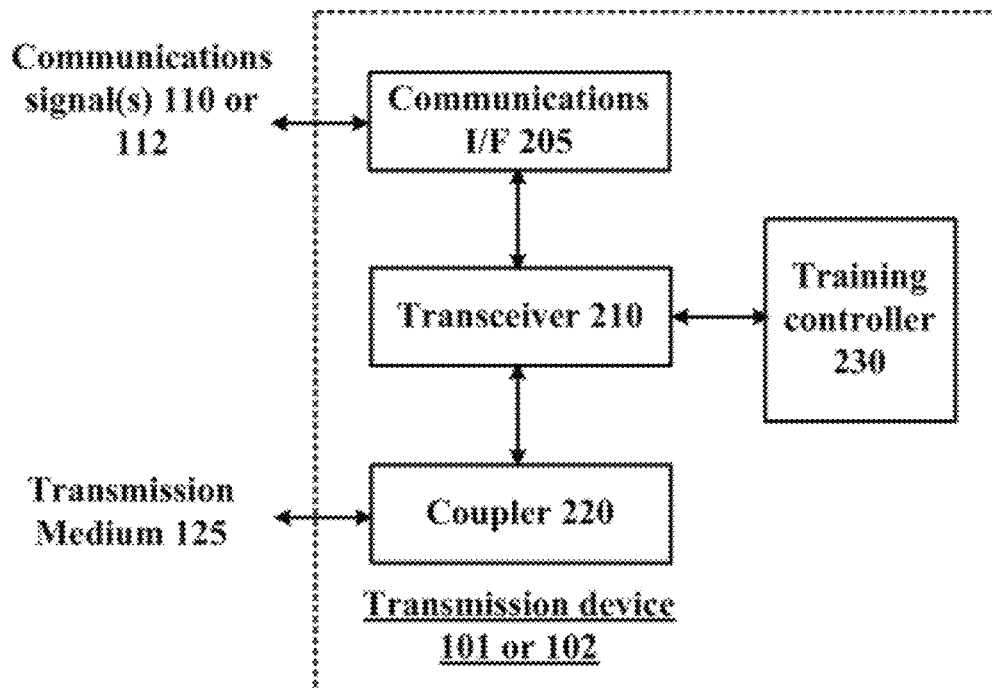 Communications
signal(s) 110 or
112
Communications
I/F 205
Transceiver 210
Training
controller
230
Transmission
Medium 125
Coupler 220
Transmission device
101 or 102